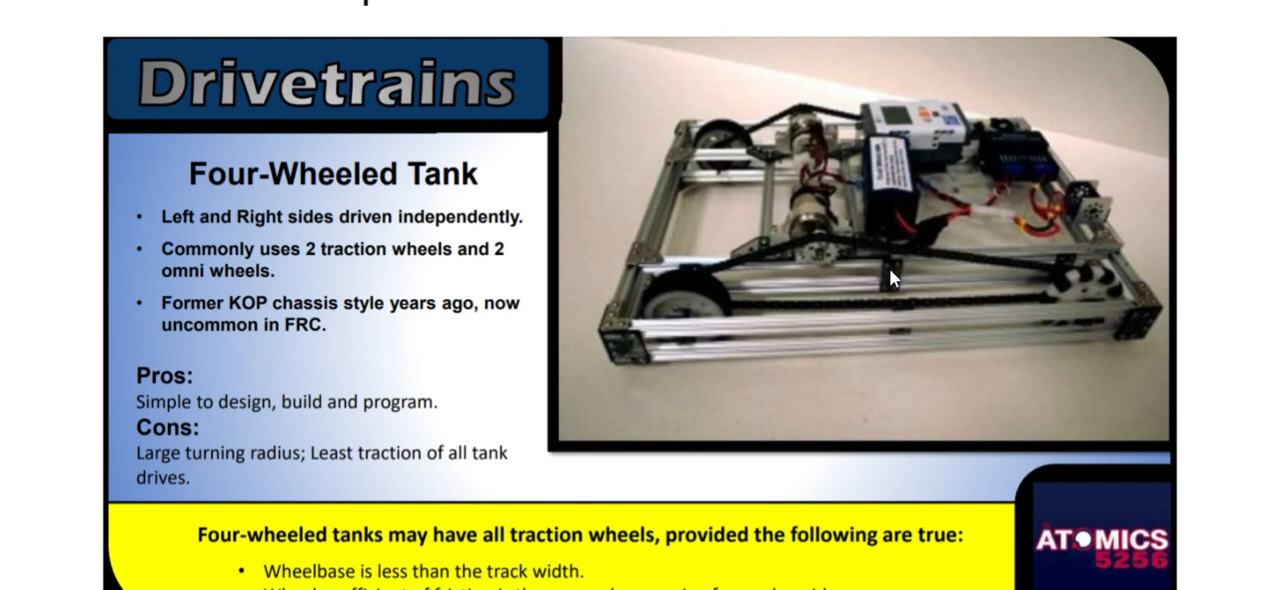 Drivetrains
Four-Wheeled Tank
• Left and Right sides driven independently.
• Commonly uses 2 traction wheels and 2
omni wheels.
• Former KOP chassis style years ago, now
uncommon in FRC.
Pros:
Simple to design, build and program.
Cons:
Large turning radius; Least traction of all tank
drives.
Four-wheeled tanks may have all traction wheels, provided the following are true:
• Wheelbase is less than the track width.
ATOMICS
5256